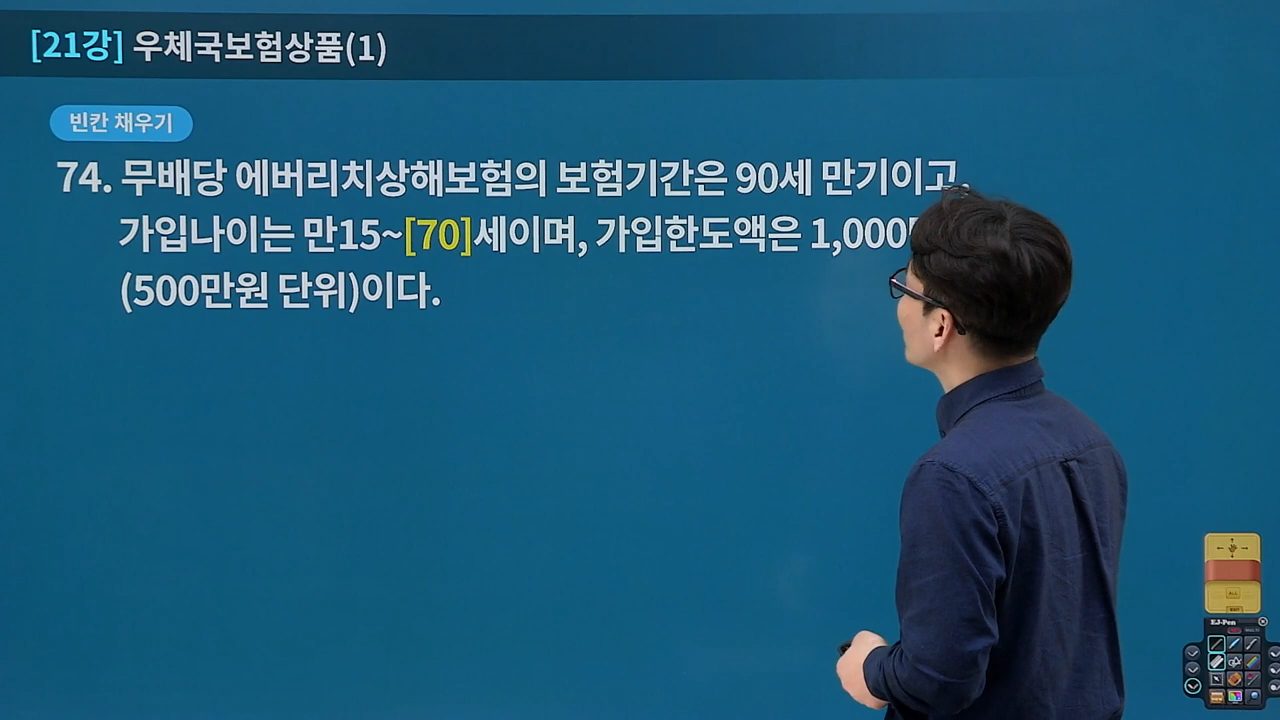 [21강] 우체국보험상품(1)
빈칸 채우기
74. 무배당 에버리치상해보험의 보험기간은 90세 만기이고,
가입나이는 만15~[70]세이며, 가입한도액은 1,000
(500만원 단위)이다.
EJ-Pen